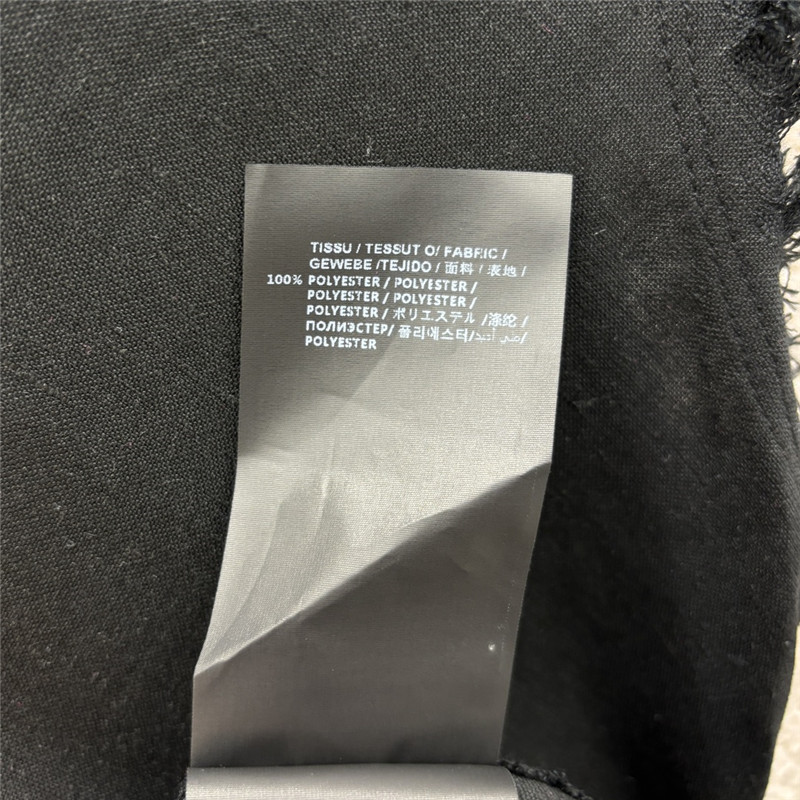 TISSU / TESSUT O/ FABRIC /
GEWEBE /TEJIDO / 面料 / 表地 /
100% POLYESTER / POLYESTER /
POLYESTER / POLYESTER /
POLYESTER / ポリエステル /涤纶 /
ПОЛИЭСТЕР/ 폴리에스터/ /
POLYESTER